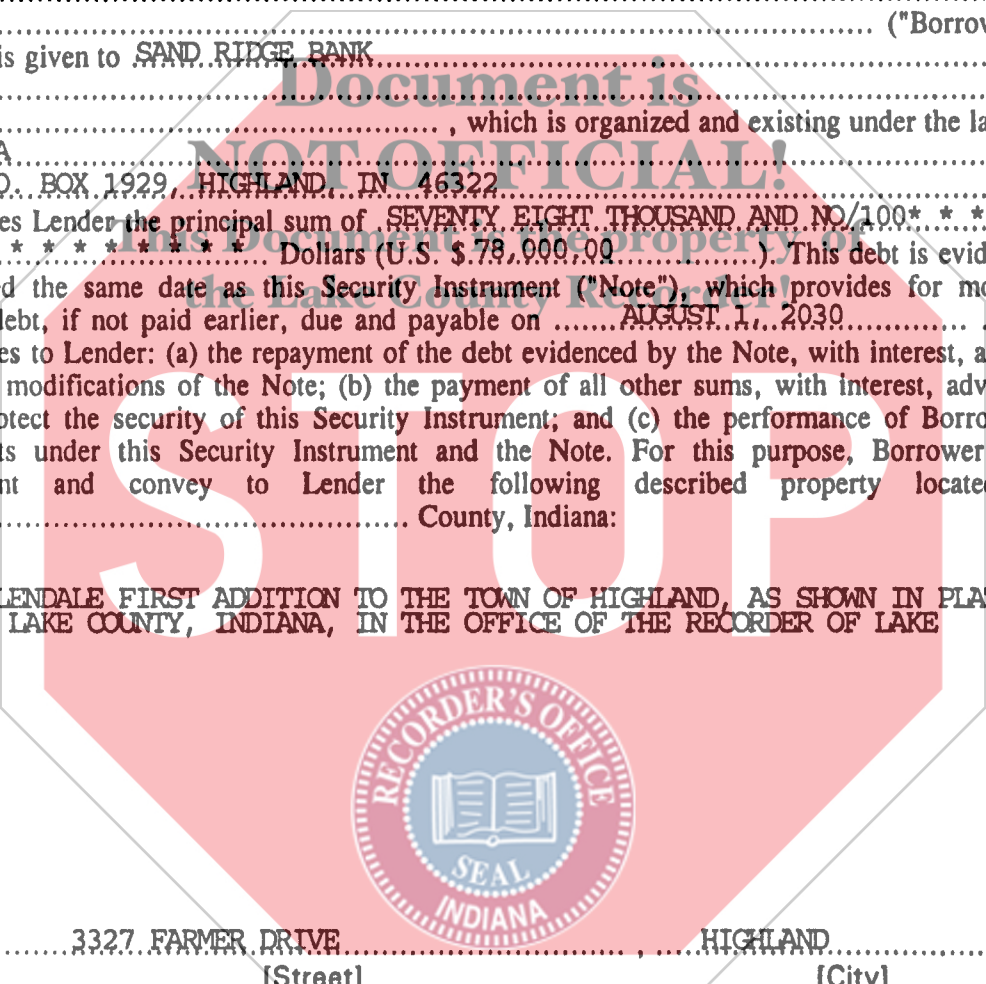 ("Borrow
is given to SAND RIDGE BANK
, which is organized and existing under the la
A
O. BOX 1929, HIGHLAND, IN 46322
es Lender the principal sum of SEVENTY EIGHT THOUSAND AND NO/100* * * *
* * * * * * * * Dollars (U.S. $ 78,000.00 ). This debt is evid
d the same date as this Security Instrument ("Note"), which provides for mo
debt, if not paid earlier, due and payable on AUGUST 1, 2030
es to Lender: (a) the repayment of the debt evidenced by the Note, with interest, a
modifications of the Note; (b) the payment of all other sums, with interest, adv
otect the security of this Security Instrument; and (c) the performance of Borro
ts under this Security Instrument and the Note. For this purpose, Borrower
nt and convey to Lender the following described property locate
County, Indiana:
LENDALE FIRST ADDITION TO THE TOWN OF HIGHLAND, AS SHOWN IN PLA
LAKE COUNTY, INDIANA, IN THE OFFICE OF THE RECORDER OF LAKE
3327 FARMER DRIVE , HIGHLAND
[Street] [City]
Document is
NOT OFFICIAL!
This Document is the property of
the Lake County Recorder!
STOP
RECORDER'S OFFICE
SEAL
INDIANA